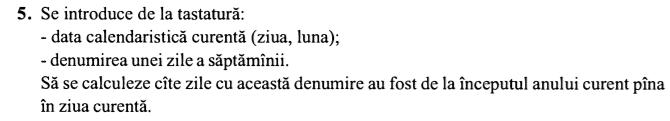 5. Se introduce de la tastatură:
- data calendaristică curentă (ziua, luna);
- denumirea unei zile a săptămînii.
Să se calculeze cîte zile cu această denumire au fost de la începutul anului curent pîna
în ziua curentă.